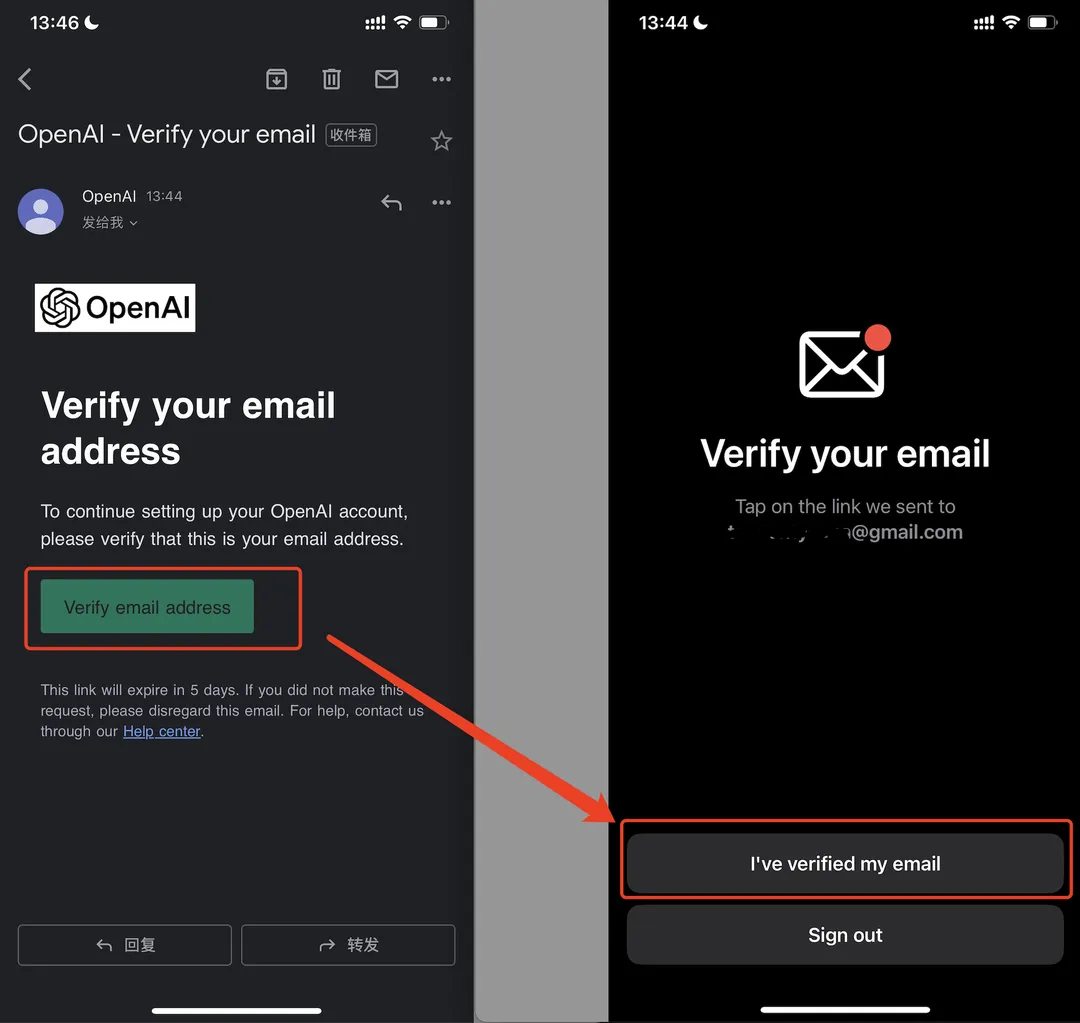 13:46
OpenAI - Verify your email 收件箱
OpenAI 13:44
发给我
OpenAI
Verify your email
address
To continue setting up your OpenAI account,
please verify that this is your email address.
Verify email address
This link will expire in 5 days. If you did not make this
request, please disregard this email. For help, contact us
through our Help center.
回复
转发
13:44
Verify your email
Tap on the link we sent to
@gmail.com
I've verified my email
Sign out